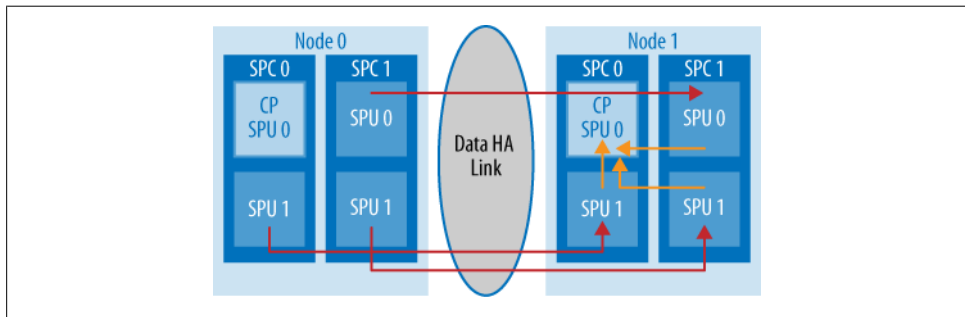 Node 0
SPC 0
CP
SPU 0
SPU 1
SPC 1
SPU 0
SPU 1
Data HA
Link
Node 1
SPC 0
CP
SPU 0
SPU 1
SPC 1
SPU 0
SPU 1